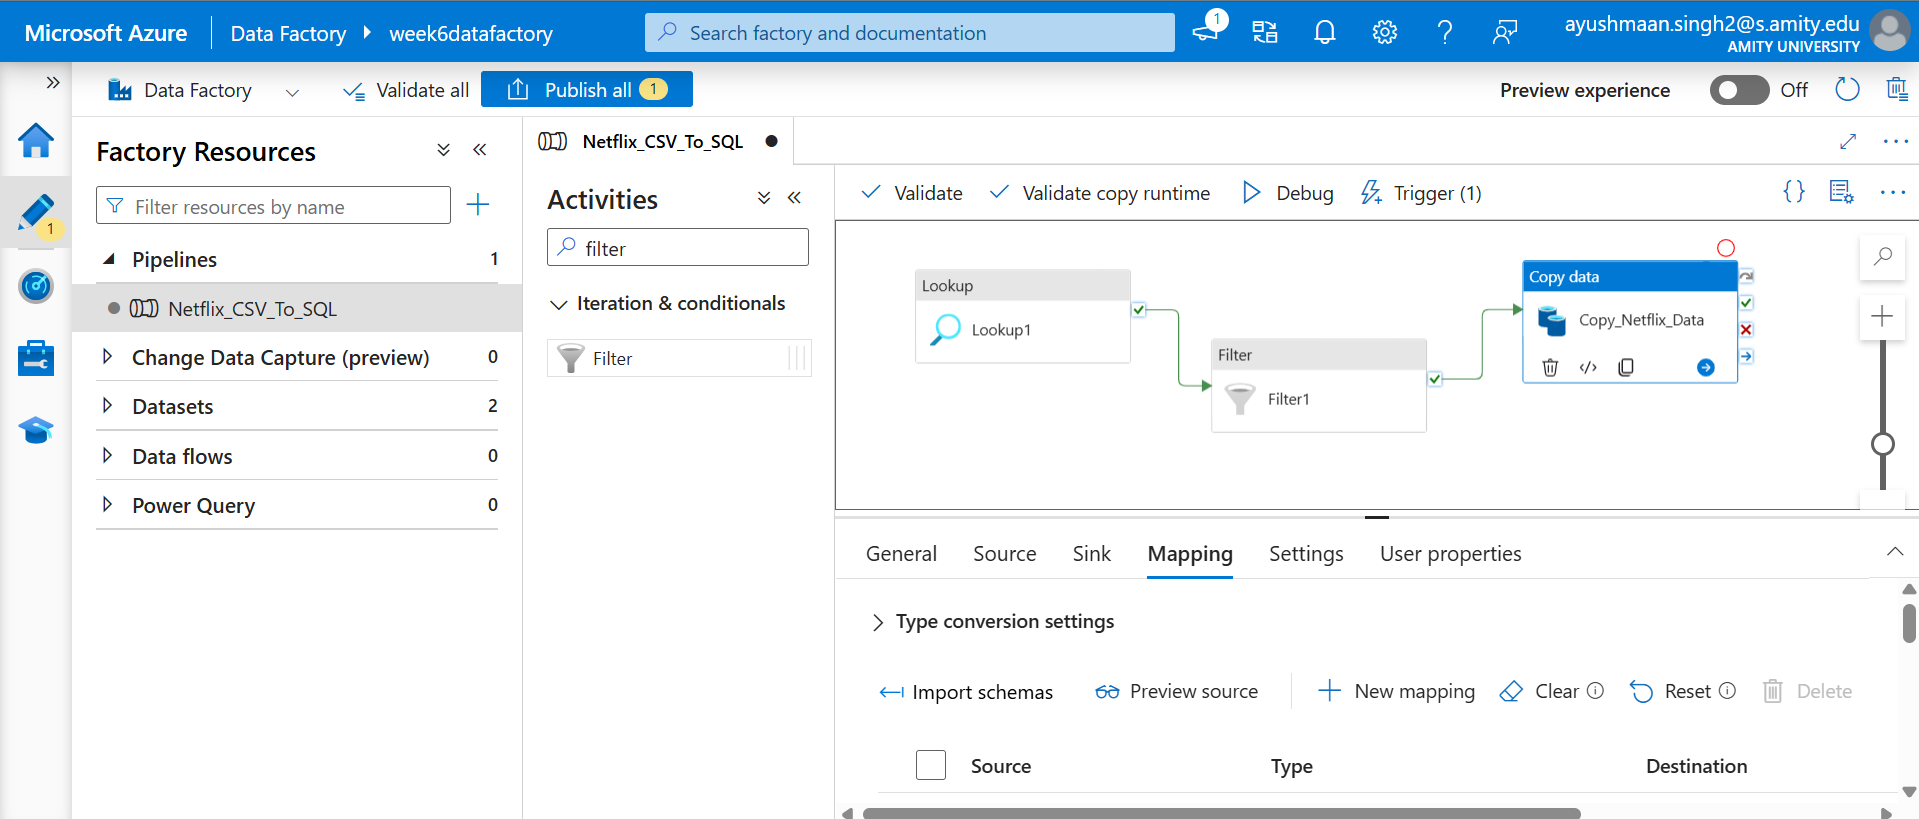 Microsoft Azure
Data Factory
week6datafactory
Search factory and documentation
1
ayushmaan.singh2@s.amity.edu
AMITY UNIVERSITY
Data Factory
Validate all
Publish all 1
Preview experience
Off
1
Factory Resources
Filter resources by name
Pipelines 1
Netflix_CSV_To_SQL
Change Data Capture (preview) 0
Datasets 2
Data flows 0
Power Query 0
Netflix_CSV_To_SQL
Activities
filter
Iteration & conditionals
Filter
Validate
Validate copy runtime
Debug
Trigger (1)
Lookup
Lookup1
Filter
Filter1
Copy data
Copy_Netflix_Data
General
Source
Sink
Mapping
Settings
User properties
Type conversion settings
Import schemas
Preview source
New mapping
Clear
Reset
Delete
Source
Type
Destination